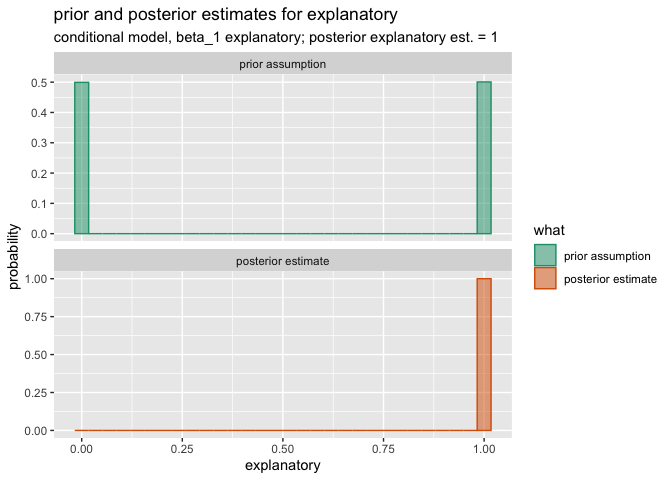 prior and posterior estimates for explanatory
conditional model, beta_1 explanatory; posterior explanatory est. = 1
prior assumption
0.5
0.4
0.3
0.2
0.1
0.0
probability
posterior estimate
1.00
0.75
0.50
0.25
0.00
0.00 0.25 0.50 0.75 1.00
explanatory
what
prior assumption
posterior estimate